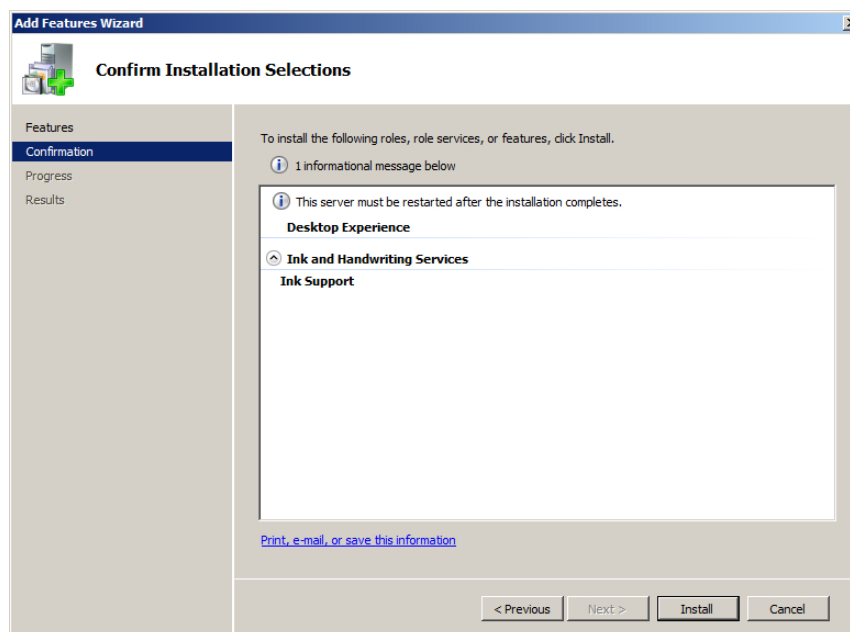 Add Features Wizard
Confirm Installation Selections
Features
Confirmation
Progress
Results
To install the following roles, role services, or features, click Install.
1 informational message below
This server must be restarted after the installation completes.
Desktop Experience
Ink and Handwriting Services
Ink Support
Print, e-mail, or save this information
< Previous
Next >
Install
Cancel